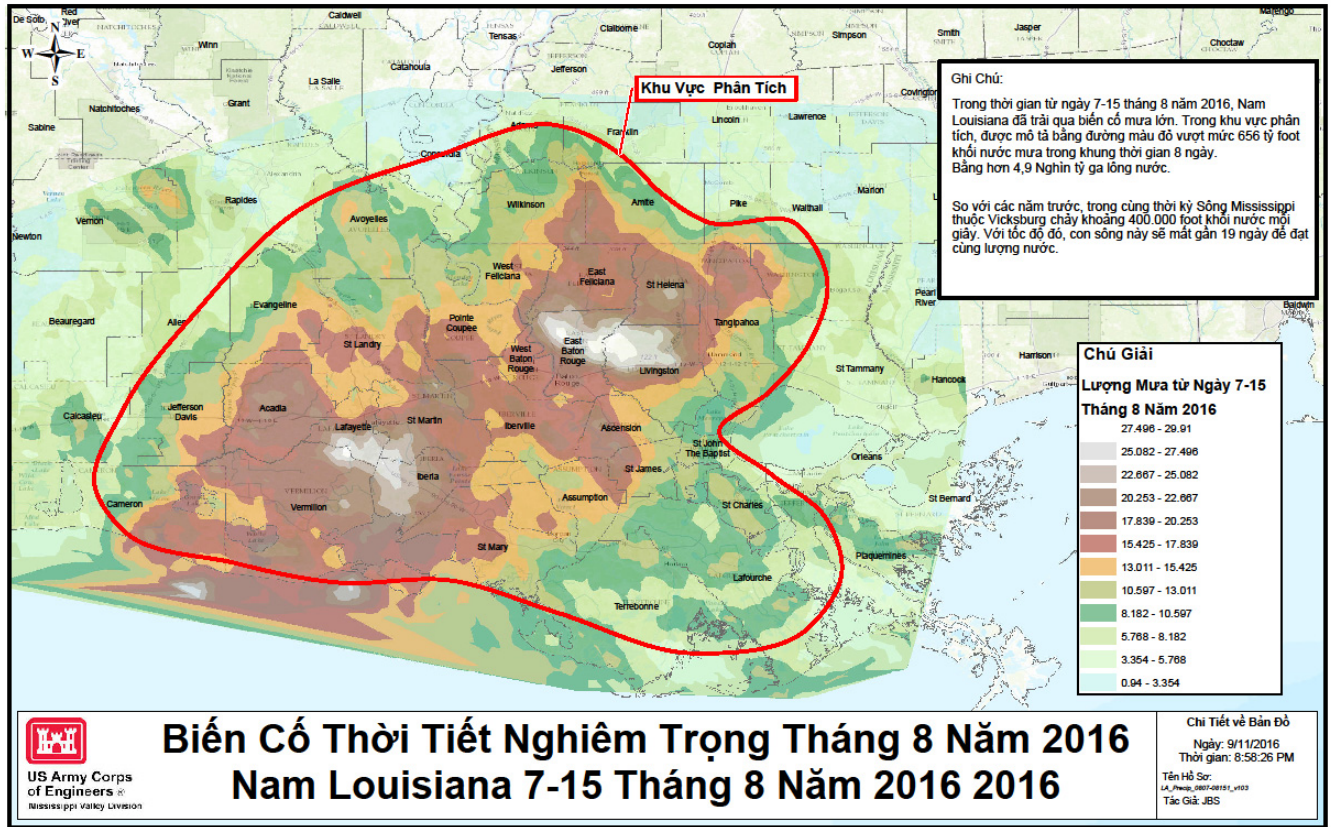 De Soto
Red River
Caldwell
Tensas
Claiborne
Copiah
Simpson
Smith
Jasper
Marengo
Choctaw
N
W
E
S
Winn
La Salle
Catahoula
Jefferson
Covington
Natchitoches
Grant
Sabine
Khu Vực Phân Tích
Lincoln
Lawrence
Concordia
Adams
Franklin
Ghi Chú:
Trong thời gian từ ngày 7-15 tháng 8 năm 2016, Nam
Louisiana đã trải qua biến cố mưa lớn. Trong khu vực phân
tích, được mô tả bằng đường màu đỏ vượt mức 656 tỷ foot
khối nước mưa trong khung thời gian 8 ngày.
Bằng hơn 4,9 Nghìn tỷ ga lông nước.
So với các năm trước, trong cùng thời kỳ Sông Mississippi
thuộc Vicksburg chảy khoảng 400.000 foot khối nước mỗi
giây. Với tốc độ đó, con sông này sẽ mất gần 19 ngày để đạt
cùng lượng nước.
Vernon
Rapides
Avoyelles
Wilkinson
Amite
Pike
Walthall
Marion
Newton
West
Feliciana
East
Feliciana
St Helena
Pearl
River
Baldwin
Beauregard
Allen
Evangeline
St Landry
Pointe
Coupee
West
Baton
Rouge
East
Baton
Rouge
Livingston
Tangipahoa
St Tammany
Hancock
Harrison
Calcasieu
Jefferson
Davis
Acadia
Lafayette
St Martin
Iberville
Ascension
St John
The Baptist
Orleans
Cameron
Vermilion
Iberia
St James
Assumption
St Charles
St Bernard
St Mary
Plaquemines
Lafourche
Terrebonne
Chú Giải
Lượng Mưa từ Ngày 7-15
Tháng 8 Năm 2016
27.496 - 29.91
25.082 - 27.496
22.667 - 25.082
20.253 - 22.667
17.839 - 20.253
15.425 - 17.839
13.011 - 15.425
10.597 - 13.011
8.182 - 10.597
5.768 - 8.182
3.354 - 5.768
0.94 - 3.354
US Army Corps
of Engineers ®
Mississippi Valley Division
Biến Cố Thời Tiết Nghiêm Trọng Tháng 8 Năm 2016
Nam Louisiana 7-15 Tháng 8 Năm 2016 2016
Chi Tiết về Bản Đồ
Ngày: 9/11/2016
Thời gian: 8:58:26 PM
Tên Hồ Sơ:
LA_Precip_0807-08151_v103
Tác Giả: JBS